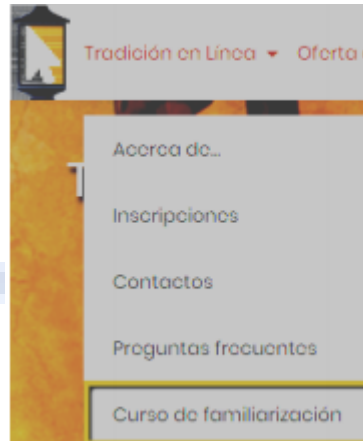 Tradición en Línea Oferta
T
Acerca de...
Inscripciones
Contactos
Preguntas frecuentes
Curso de familiarización